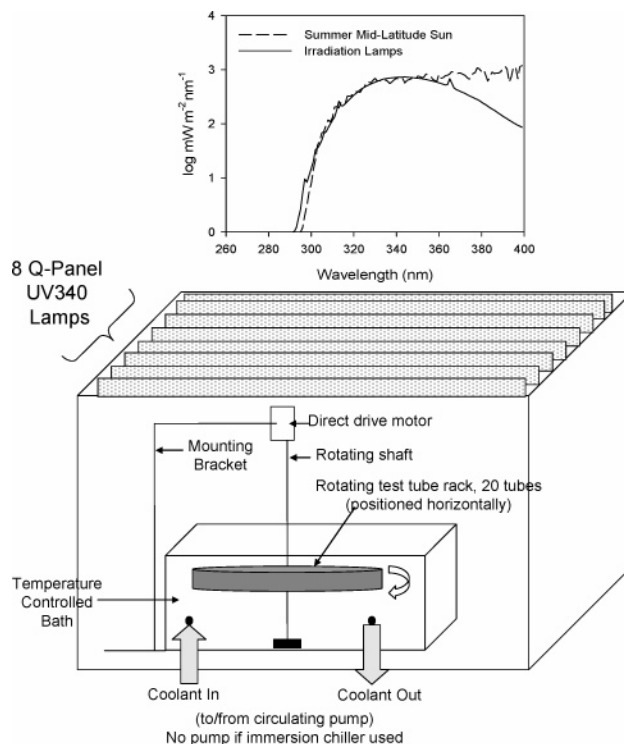 4
3
2
1
0
log mW m-2 nm-1
Summer Mid-Latitude Sun
Irradiation Lamps
260 280 300 320 340 360 380 400
Wavelength (nm)
8 Q-Panel
UV340
Lamps
Direct drive motor
Mounting
Bracket
Rotating shaft
Rotating test tube rack, 20 tubes
(positioned horizontally)
Temperature
Controlled
Bath
Coolant In
Coolant Out
(to/from circulating pump)
No pump if immersion chiller used